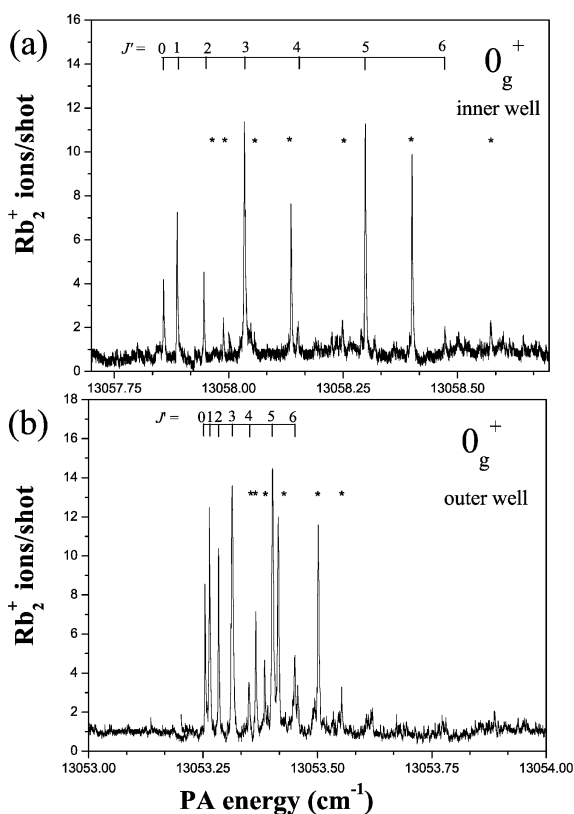 (a)
J' = 0 1 2 3 4 5 6
0g+
inner well
* * * * * * * *
Rb2+ ions/shot
16
14
12
10
8
6
4
2
0
13057.75 13058.00 13058.25 13058.50
(b)
J' = 0 1 2 3 4 5 6
0g+
outer well
* * * * * * *
Rb2+ ions/shot
18
16
14
12
10
8
6
4
2
0
13053.00 13053.25 13053.50 13053.75 13054.00
PA energy (cm-1)